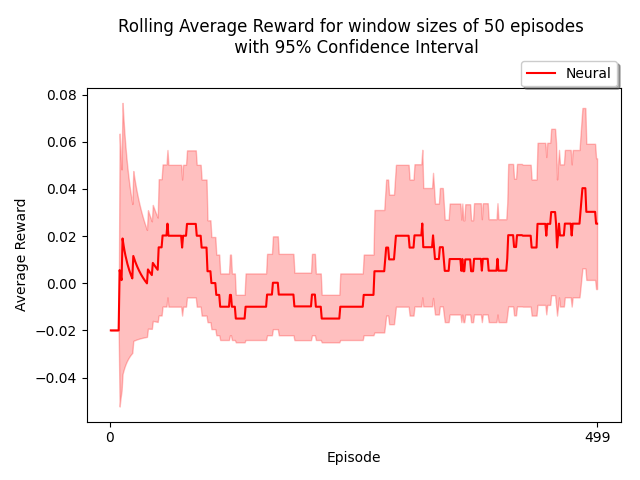 Rolling Average Reward for window sizes of 50 episodes
with 95% Confidence Interval
Neural
0.08
0.06
0.04
0.02
0.00
−0.02
−0.04
Average Reward
0
499
Episode